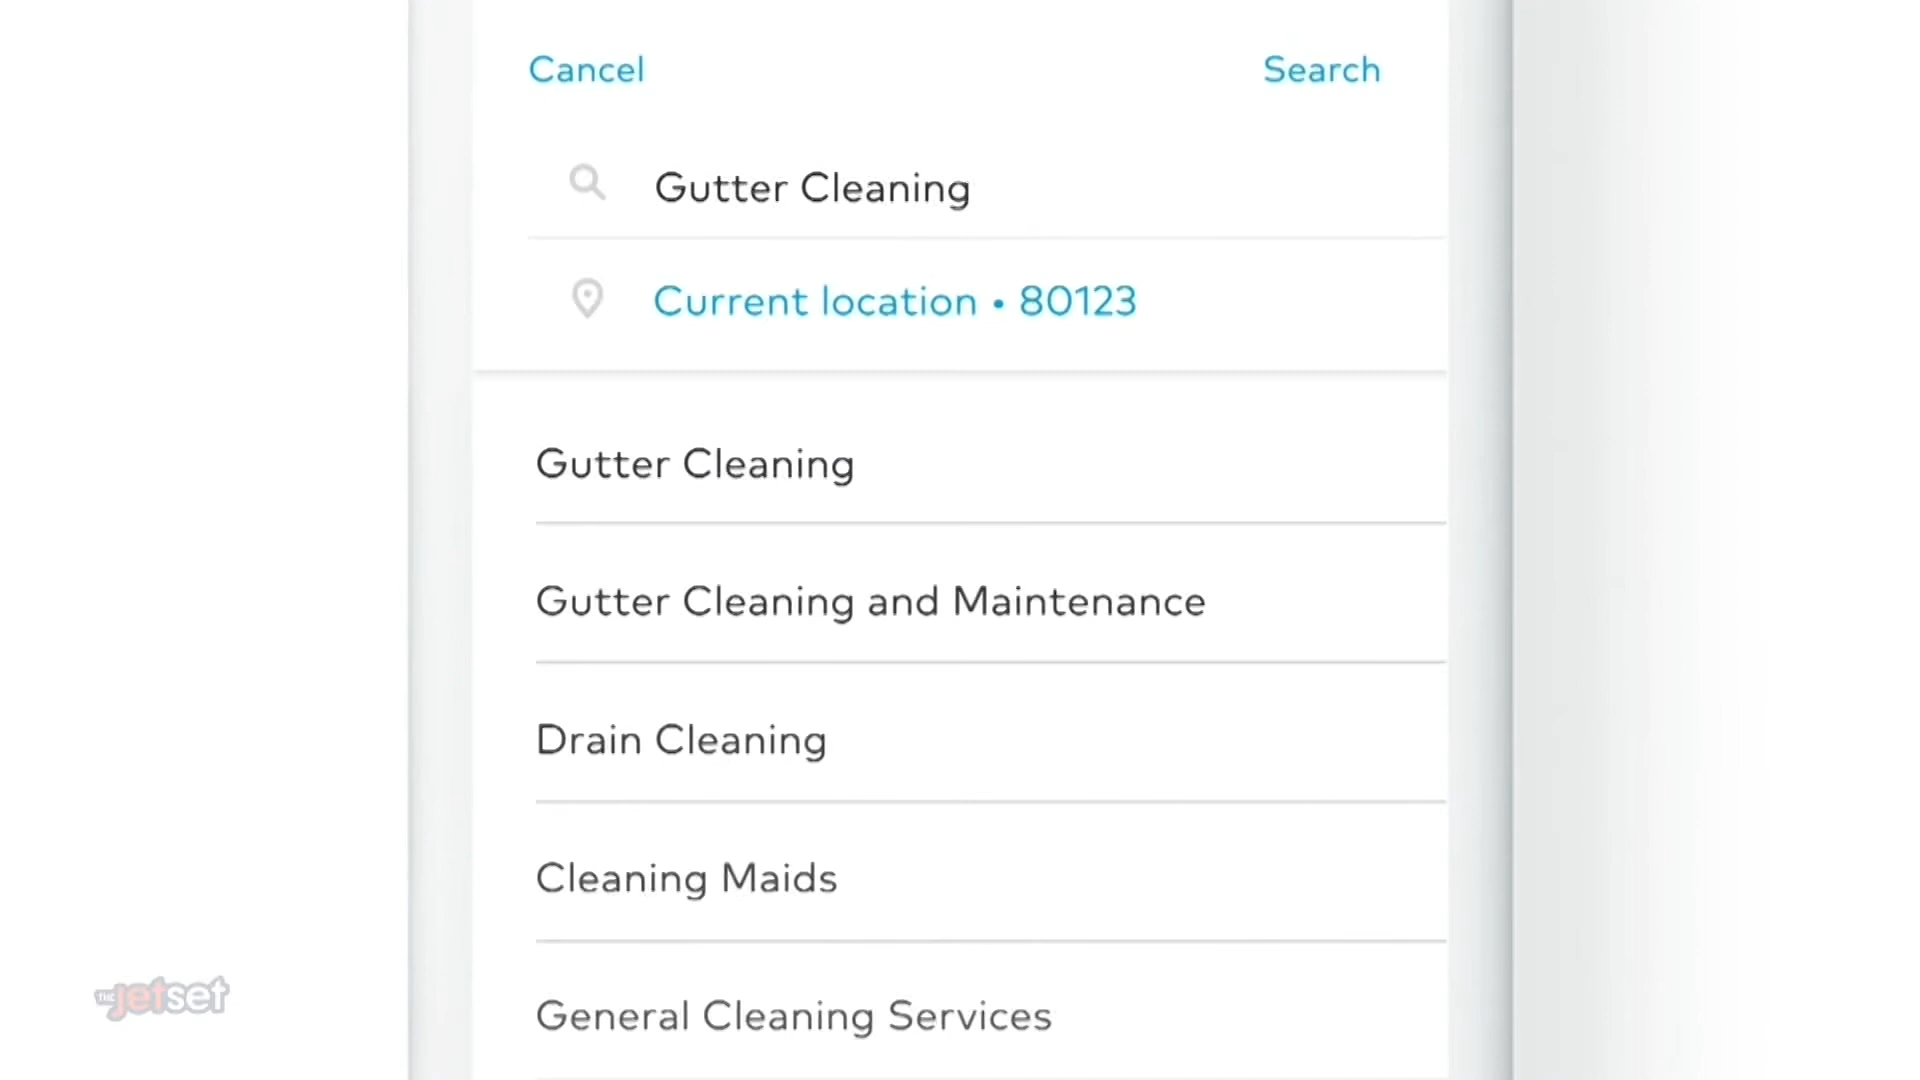 Cancel
Search
Gutter Cleaning
Current location • 80123
Gutter Cleaning
Gutter Cleaning and Maintenance
Drain Cleaning
Cleaning Maids
General Cleaning Services
THE jetset